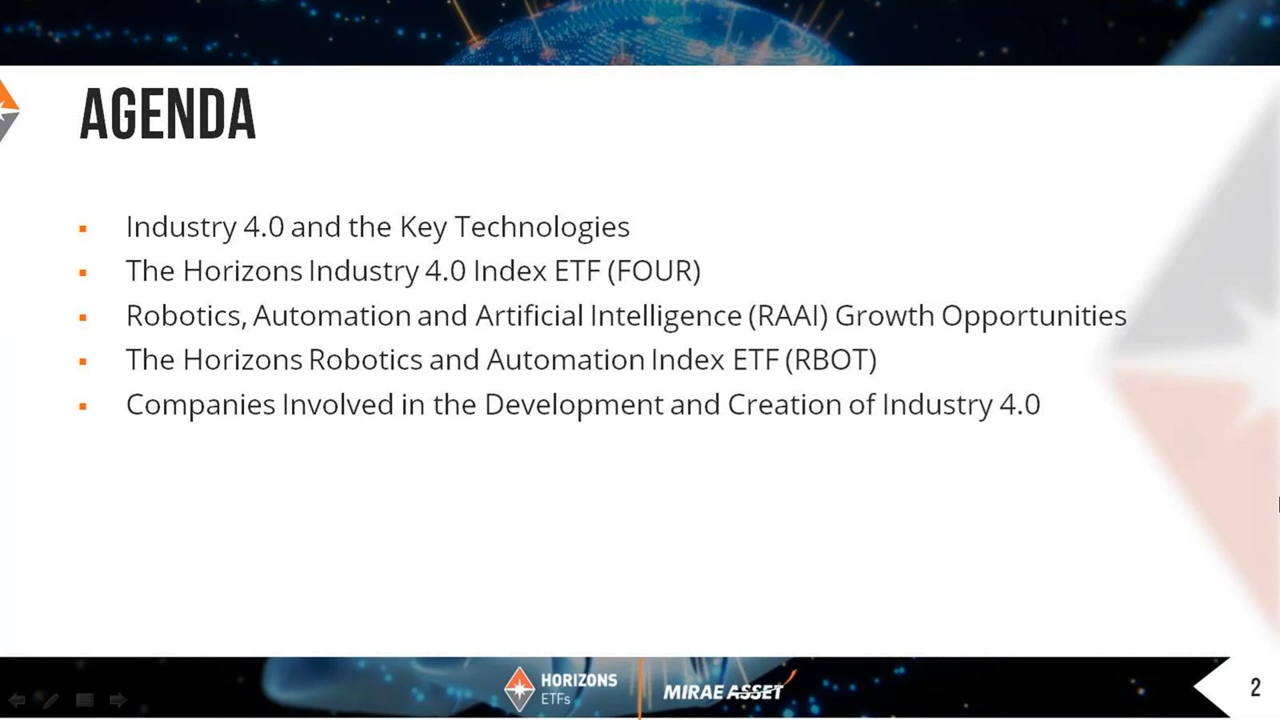 AGENDA
Industry 4.0 and the Key Technologies
The Horizons Industry 4.0 Index ETF (FOUR)
Robotics, Automation and Artificial Intelligence (RAAI) Growth Opportunities
The Horizons Robotics and Automation Index ETF (RBOT)
Companies Involved in the Development and Creation of Industry 4.0
HORIZONS
ETFs
MIRAE ASSET
2